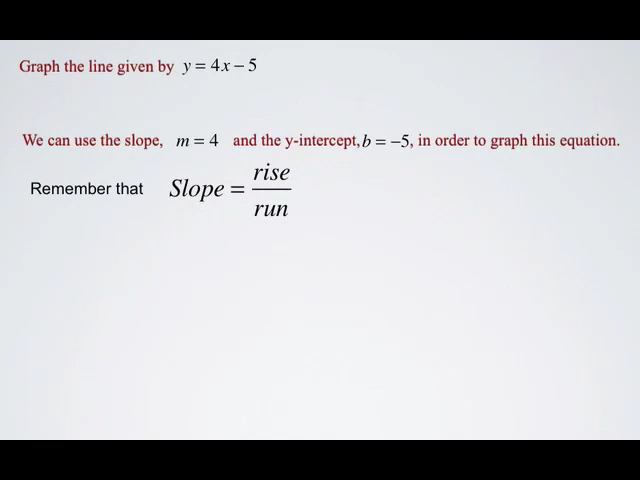 Graph the line given by y = 4x − 5
We can use the slope, m = 4 and the y-intercept, b = −5, in order to graph this equation.
Remember that Slope = rise/run